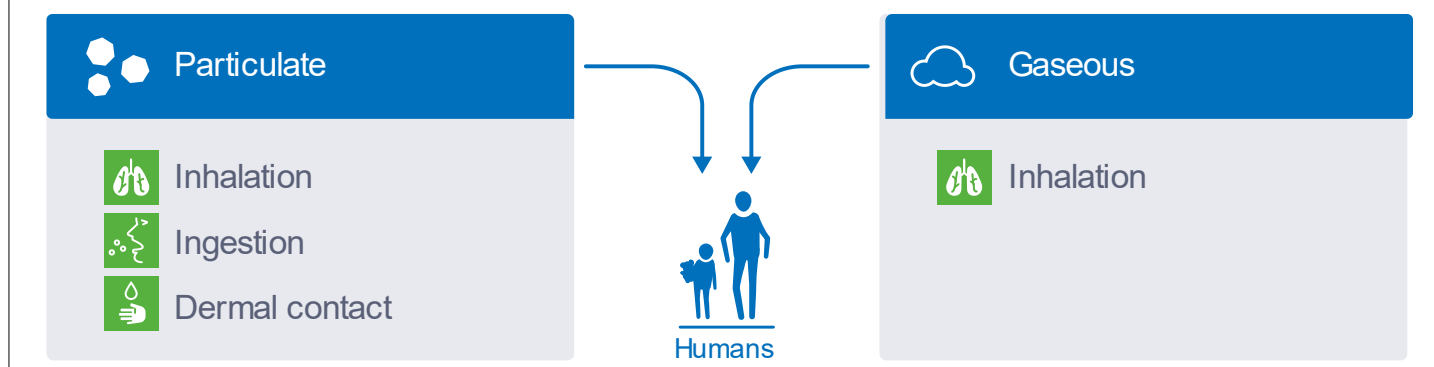 Particulate
Inhalation
Ingestion
Dermal contact
Humans
Gaseous
Inhalation